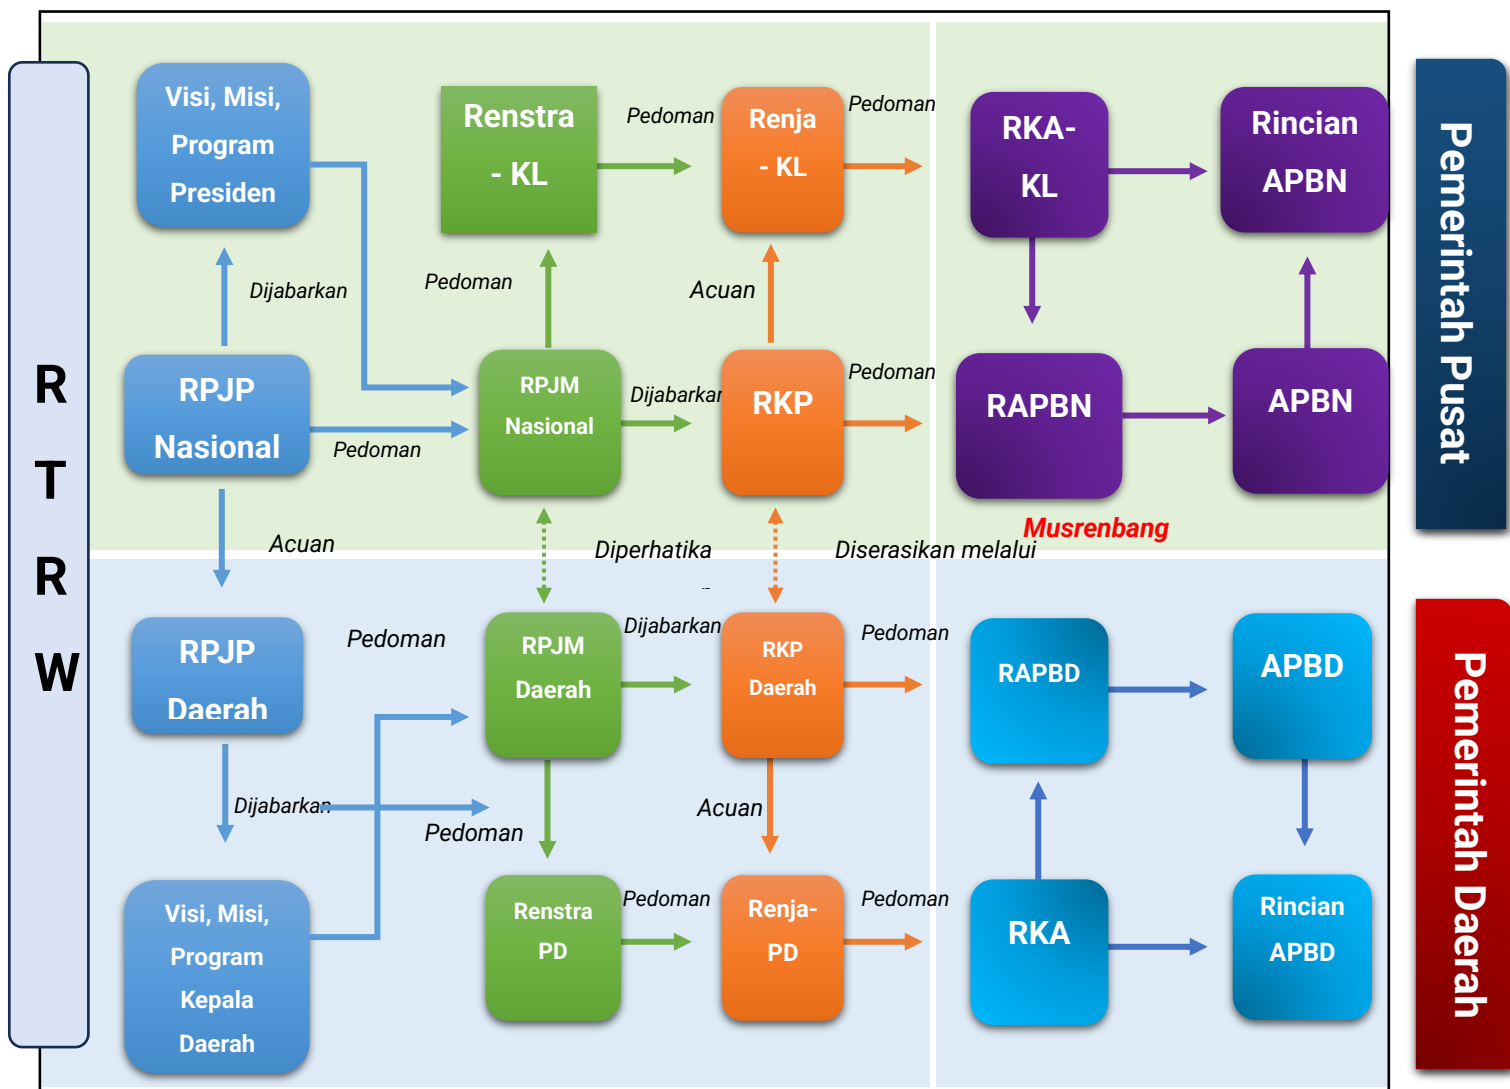 R
T
R
W
Visi, Misi,
Program
Presiden
Renstra
- KL
Pedoman
Renja
- KL
Pedoman
RKA-
KL
Rincian
APBN
Dijabarkan
Pedoman
Acuan
RPJP
Nasional
Pedoman
RPJM
Nasional
Dijabarkan
RKP
Pedoman
RAPBN
APBN
Pemerintah Pusat
Acuan
Diperhatika
Diserasikan melalui
Musrenbang
RPJP
Daerah
Pedoman
RPJM
Daerah
Dijabarkan
RKP
Daerah
Pedoman
RAPBD
APBD
Dijabarkan
Pedoman
Acuan
Visi, Misi,
Program
Kepala
Daerah
Renstra
PD
Pedoman
Renja-
PD
Pedoman
RKA
Rincian
APBD
Pemerintah Daerah